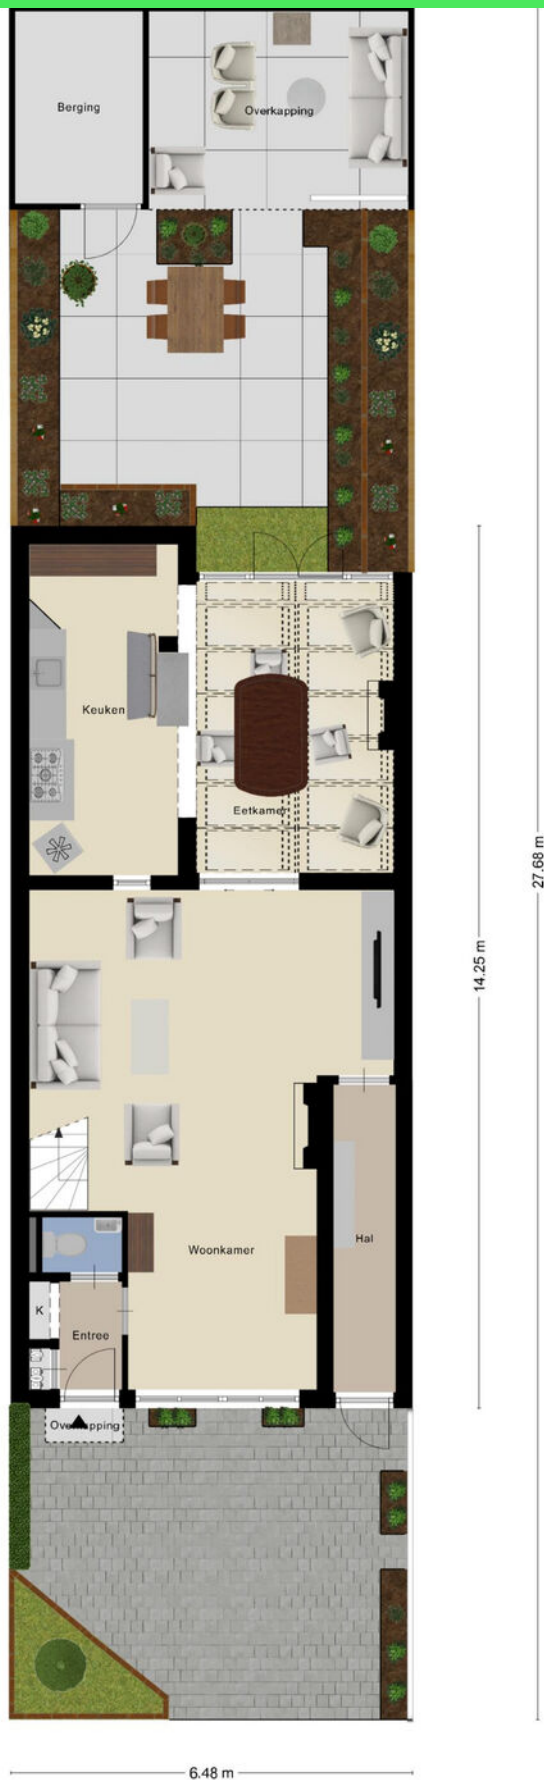 Berging
Overkapping
Keuken
Eetkamer
27.68 m
14.25 m
Woonkamer
Hal
K
Entree
Overkapping
6.48 m